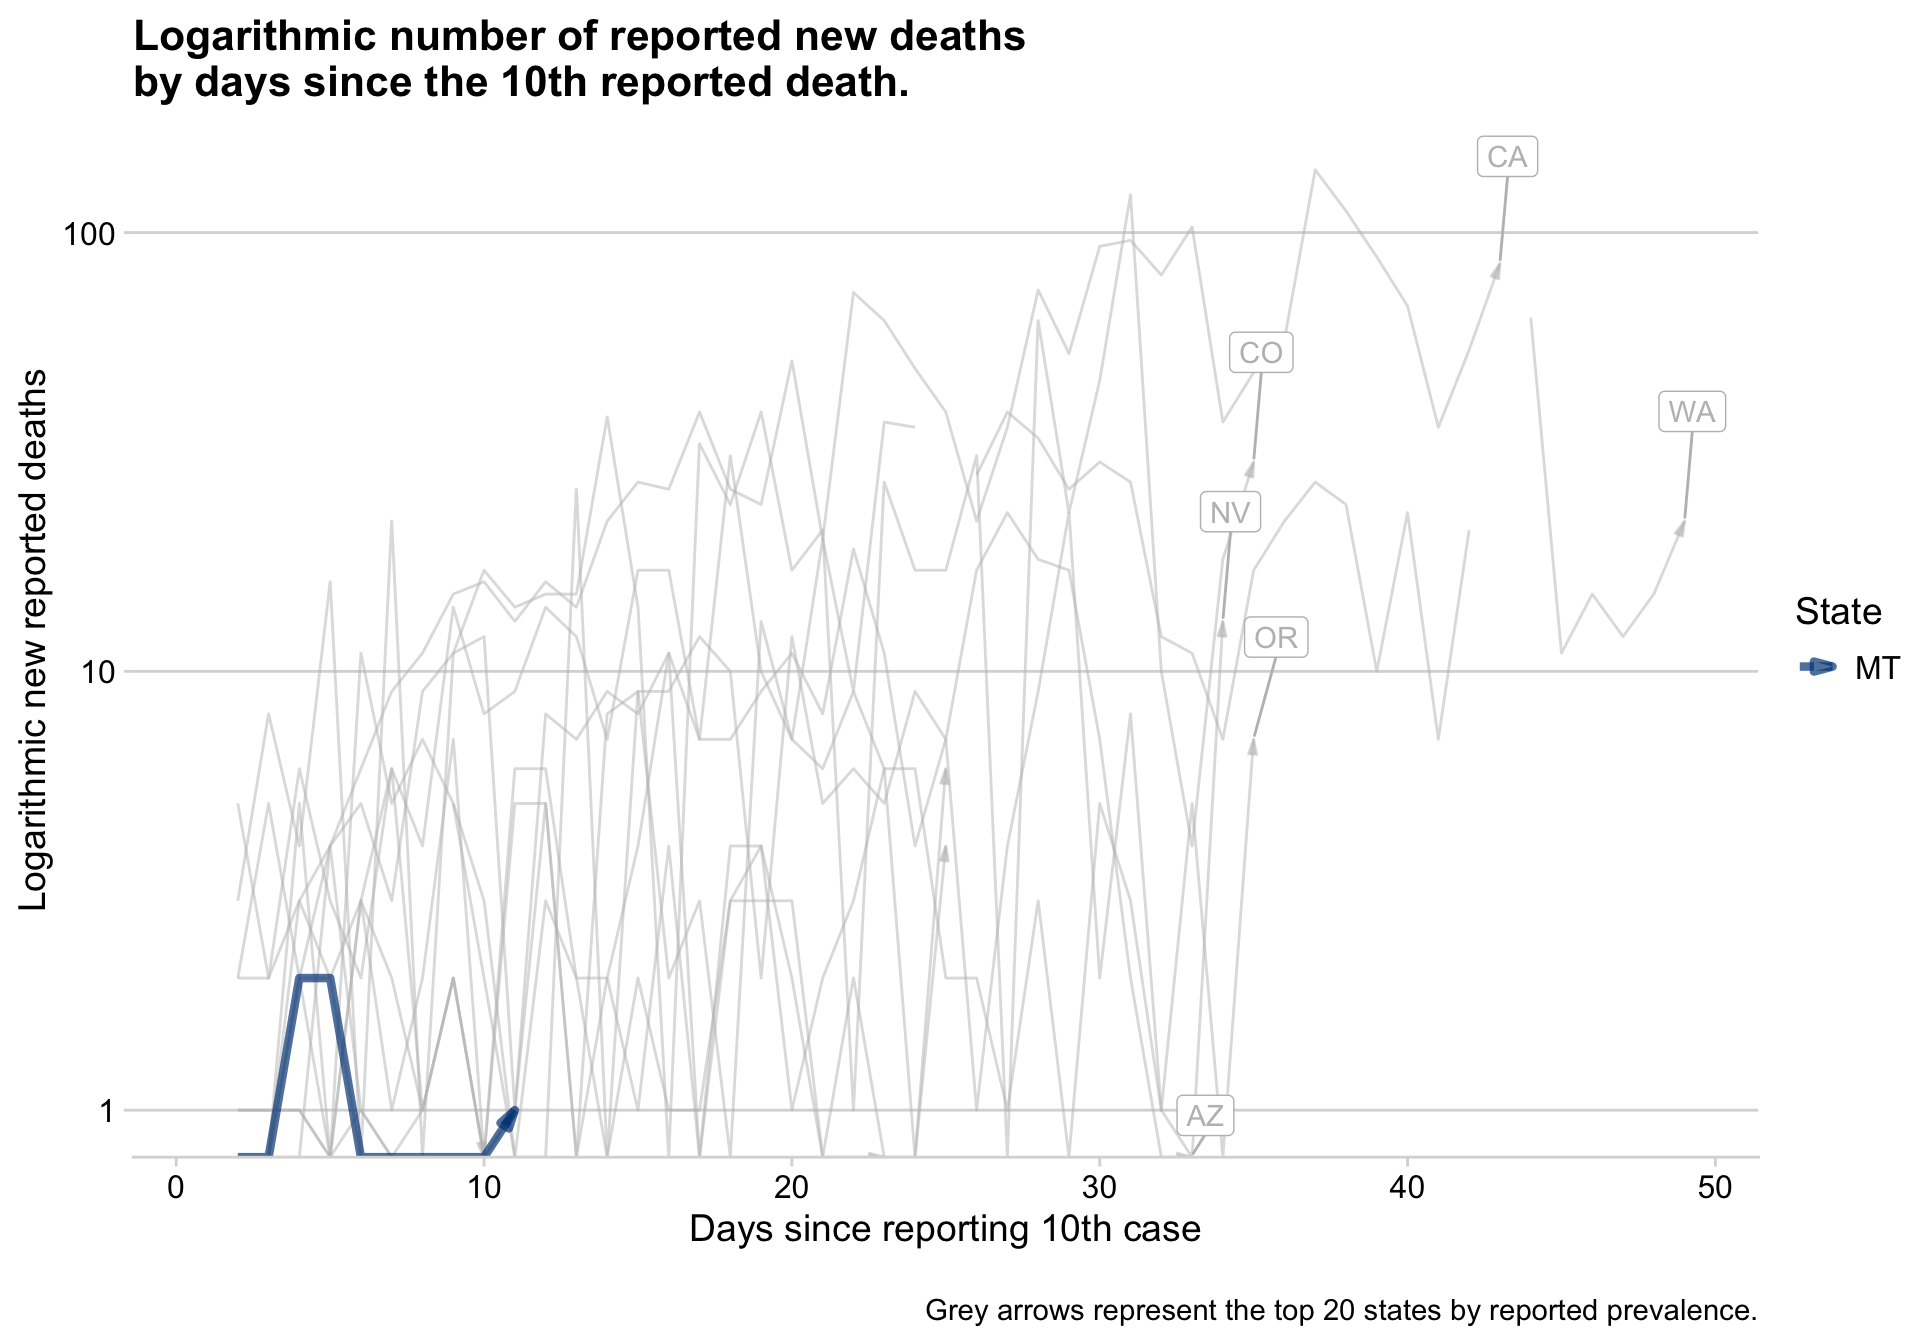 Logarithmic number of reported new deaths
by days since the 10th reported death.
CA
100
CO
WA
NV
OR
10
AZ
1
Logarithmic new reported deaths
State
MT
0 10 20 30 40 50
Days since reporting 10th case
Grey arrows represent the top 20 states by reported prevalence.